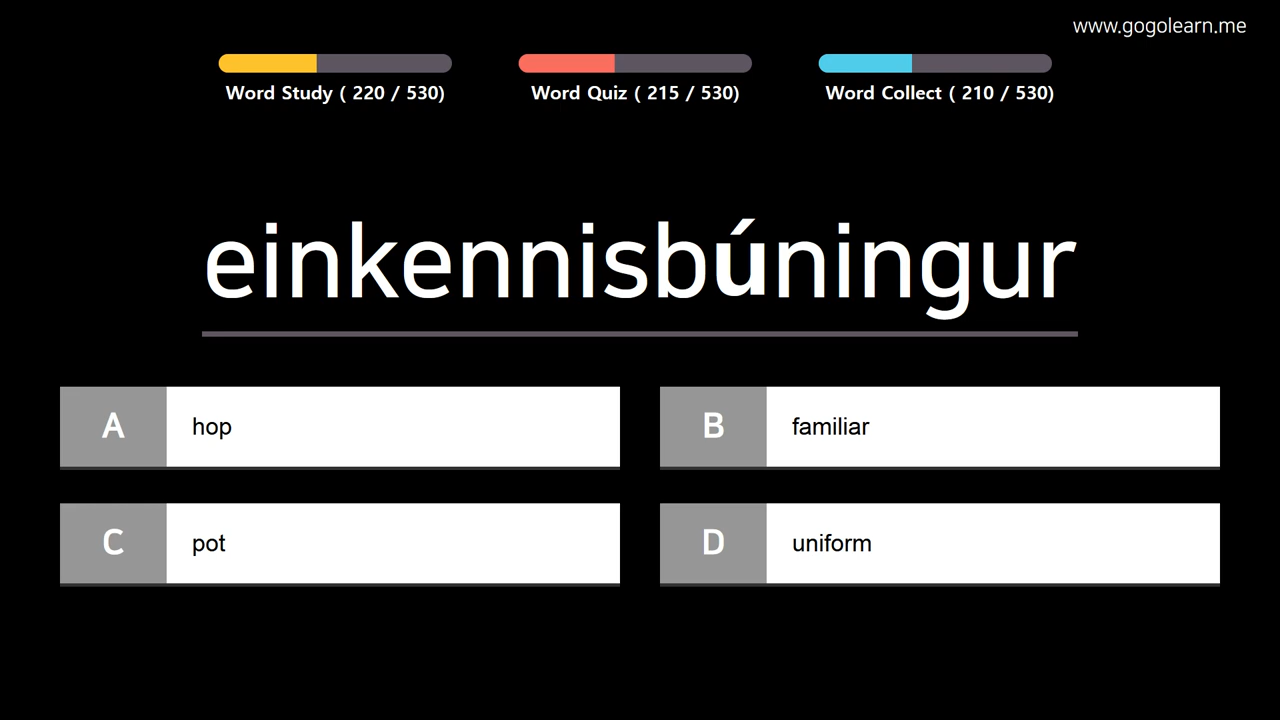 www.gogolearn.me
Word Study ( 220 / 530)
Word Quiz ( 215 / 530)
Word Collect ( 210 / 530)
einkennisbúningur
A hop
B familiar
C pot
D uniform